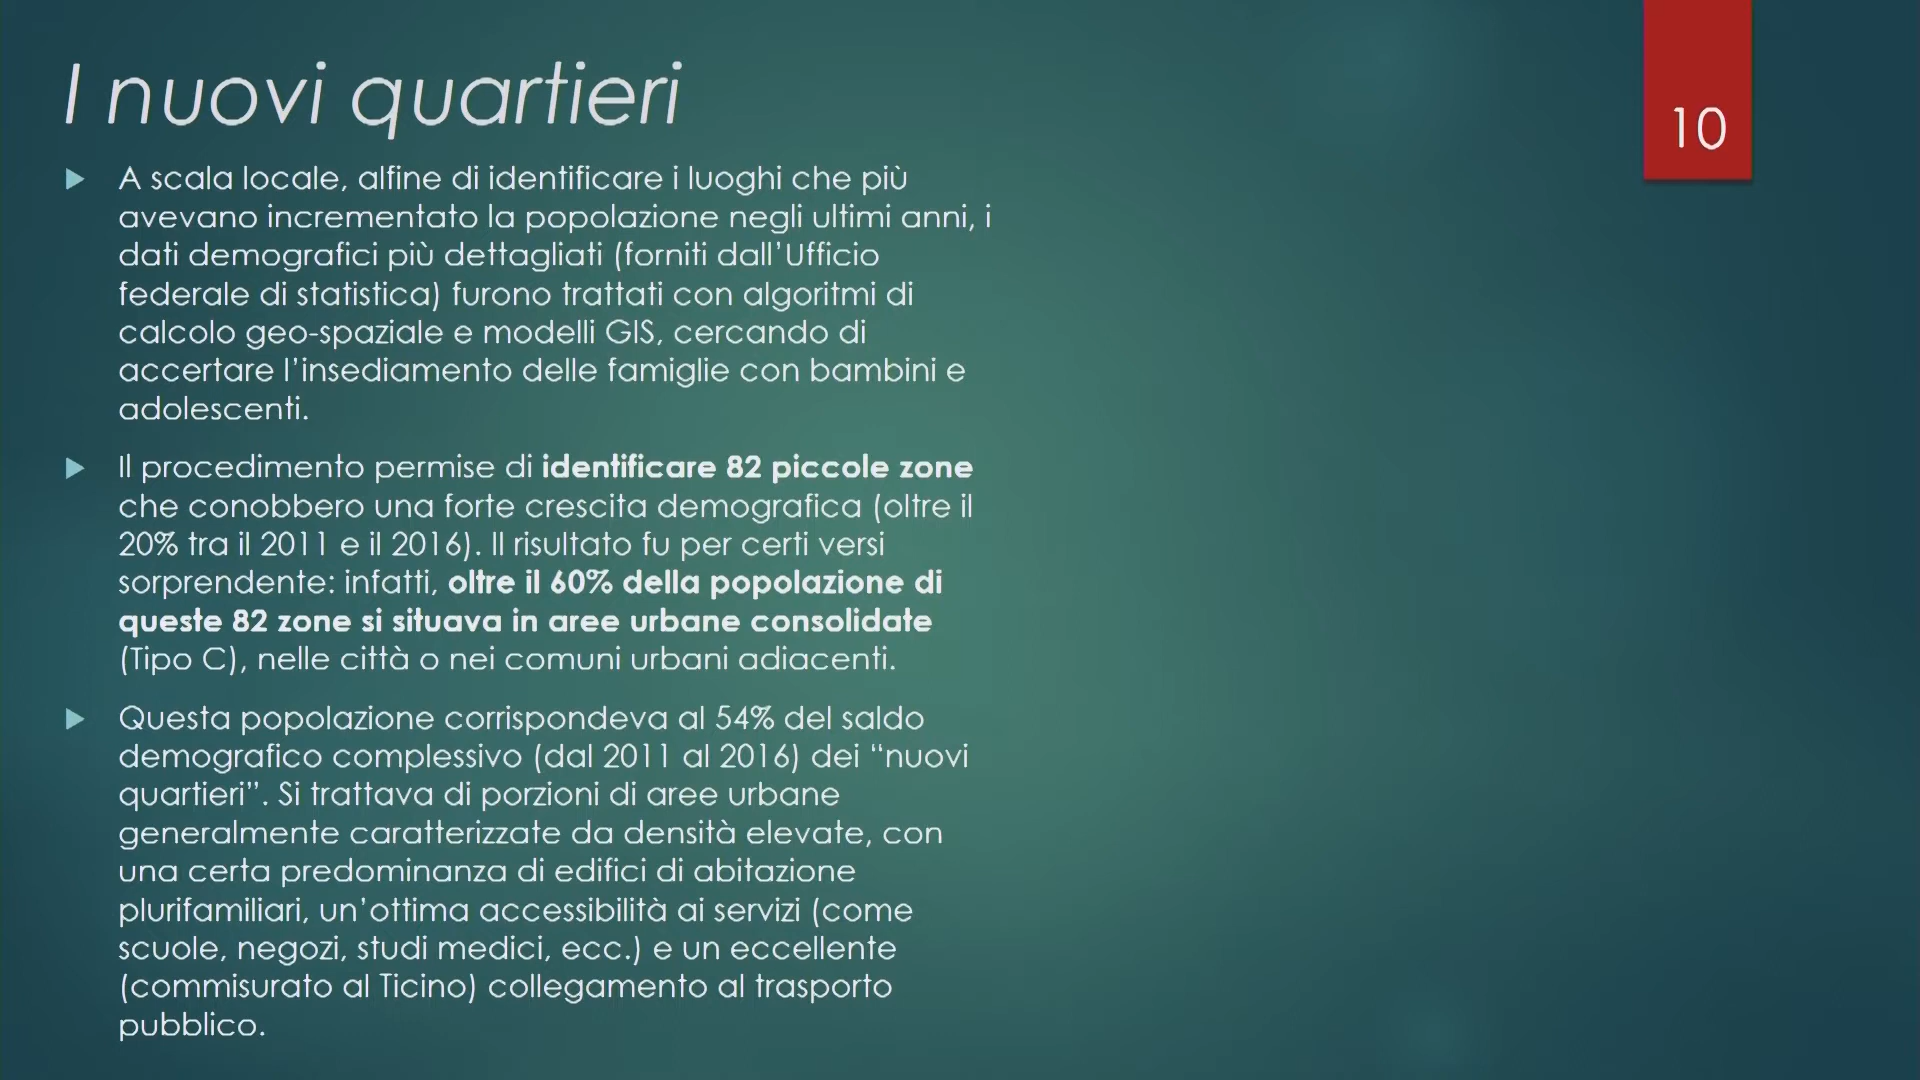 I nuovi quartieri
10
A scala locale, alfine di identificare i luoghi che più
avevano incrementato la popolazione negli ultimi anni, i
dati demografici più dettagliati (forniti dall’Ufficio
federale di statistica) furono trattati con algoritmi di
calcolo geo-spaziale e modelli GIS, cercando di
accertare l’insediamento delle famiglie con bambini e
adolescenti.
Il procedimento permise di identificare 82 piccole zone
che conobbero una forte crescita demografica (oltre il
20% tra il 2011 e il 2016). Il risultato fu per certi versi
sorprendente: infatti, oltre il 60% della popolazione di
queste 82 zone si situava in aree urbane consolidate
(Tipo C), nelle città o nei comuni urbani adiacenti.
Questa popolazione corrispondeva al 54% del saldo
demografico complessivo (dal 2011 al 2016) dei “nuovi
quartieri”. Si trattava di porzioni di aree urbane
generalmente caratterizzate da densità elevate, con
una certa predominanza di edifici di abitazione
plurifamiliari, un’ottima accessibilità ai servizi (come
scuole, negozi, studi medici, ecc.) e un eccellente
(commisurato al Ticino) collegamento al trasporto
pubblico.